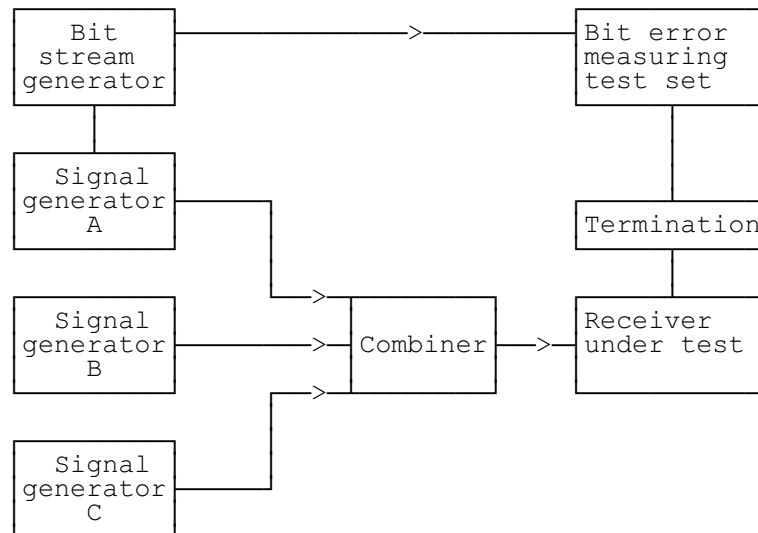 Bit
stream
generator
Bit error
measuring
test set
Signal
generator
A
Termination
Signal
generator
B
Combiner
Receiver
under test
Signal
generator
C